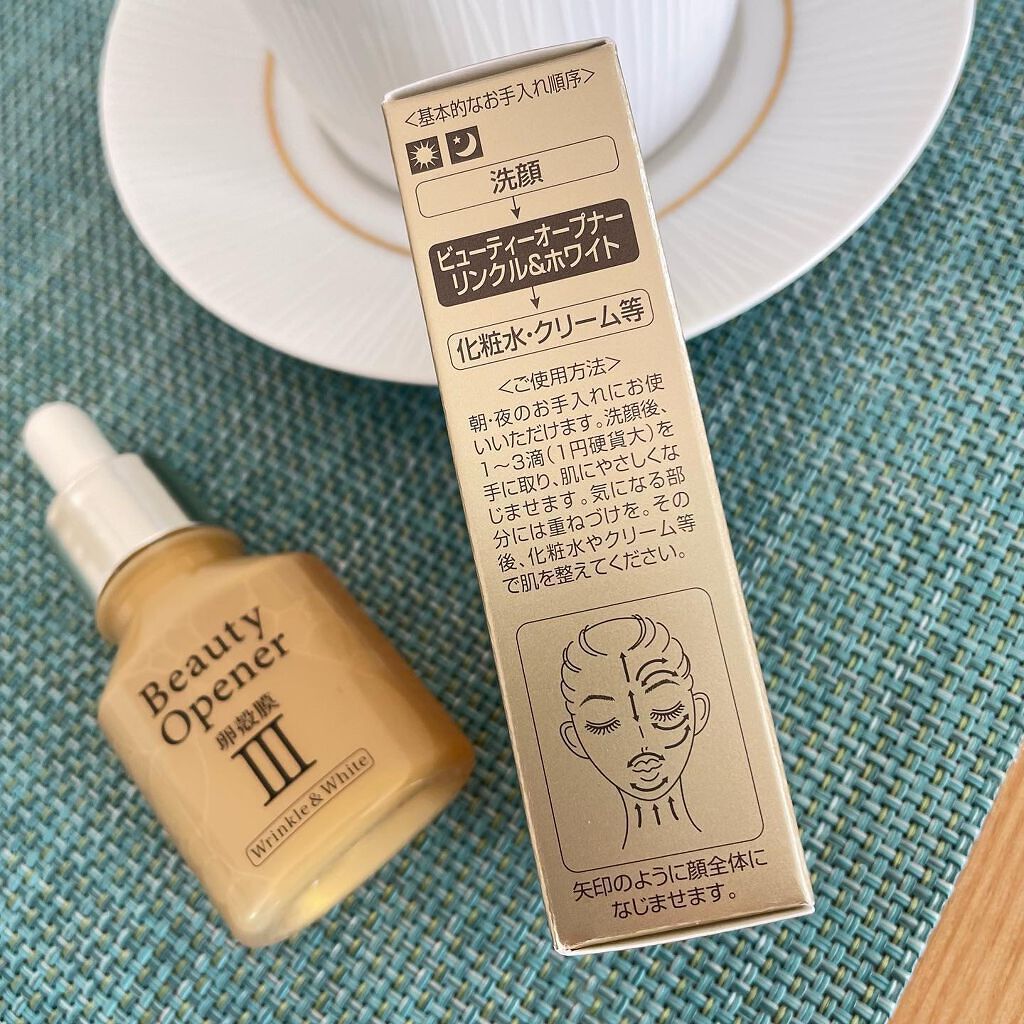 <基本的なお手入れ順序>
洗顔
ビューティーオープナー
リンクル&ホワイト
化粧水・クリーム等
<ご使用方法>
朝・夜のお手入れにお使
いいただけます。洗顔後、
1〜3滴(1円硬貨大)を
手に取り、肌にやさしくな
じませます。気になる部
分には重ねづけを。その
後、化粧水やクリーム等
で肌を整えてください。
矢印のように顔全体に
なじませます。
Beauty
Opener
卵殻膜
III
Wrinkle & White